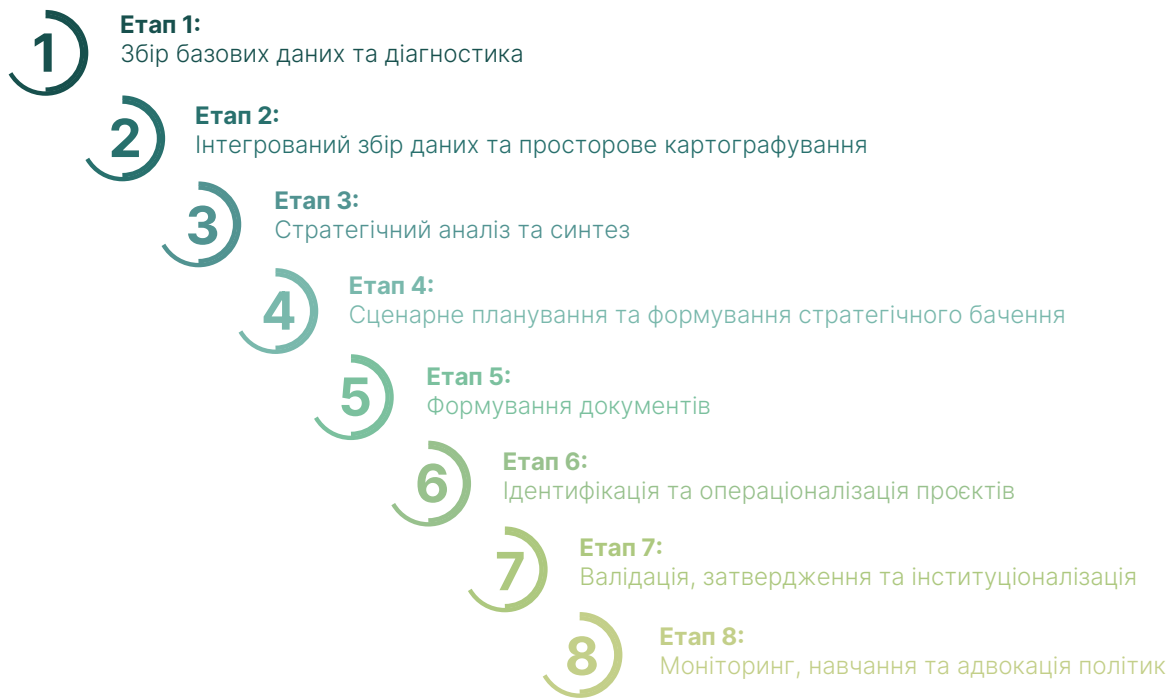 1
Етап 1:
Збір базових даних та діагностика
2
Етап 2:
Інтегрований збір даних та просторове картографування
3
Етап 3:
Стратегічний аналіз та синтез
4
Етап 4:
Сценарне планування та формування стратегічного бачення
5
Етап 5:
Формування документів
6
Етап 6:
Ідентифікація та операціоналізація проєктів
7
Етап 7:
Валідація, затвердження та інституціоналізація
8
Етап 8:
Моніторинг, навчання та адвокація політик